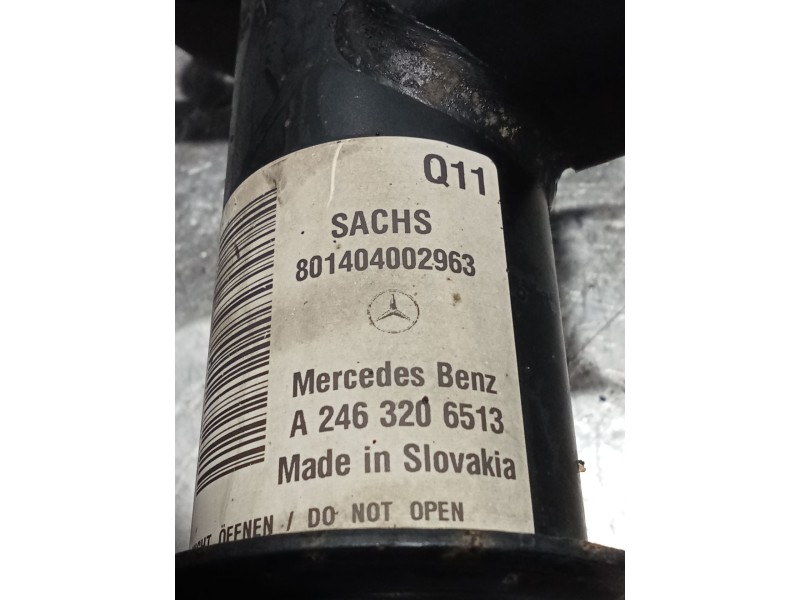 Q11
SACHS
801404002963
Mercedes Benz
A 246 320 6513
Made in Slovakia
ÖFFNEN / DO NOT OPEN